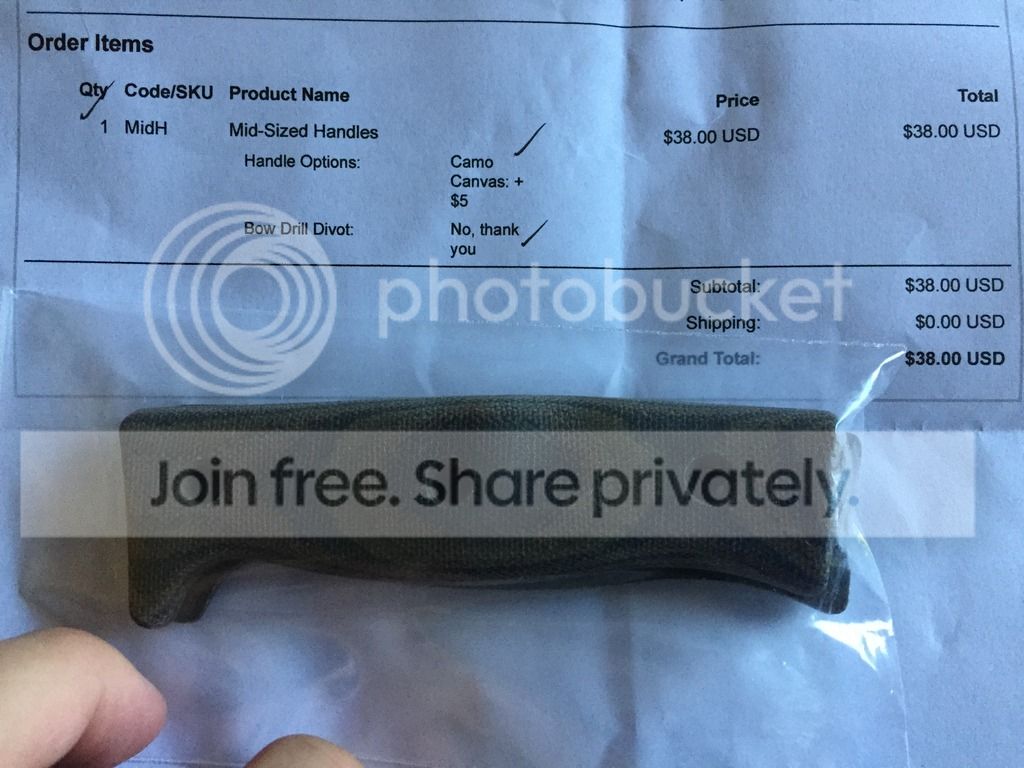 Order Items
Qty Code/SKU Product Name Price Total
1 MidH Mid-Sized Handles $38.00 USD $38.00 USD
Handle Options: Camo
Canvas: +
$5
Bow Drill Divot: No, thank
you
Subtotal: $38.00 USD
photobucket
Shipping: $0.00 USD
Grand Total: $38.00 USD
Join free. Share privately.